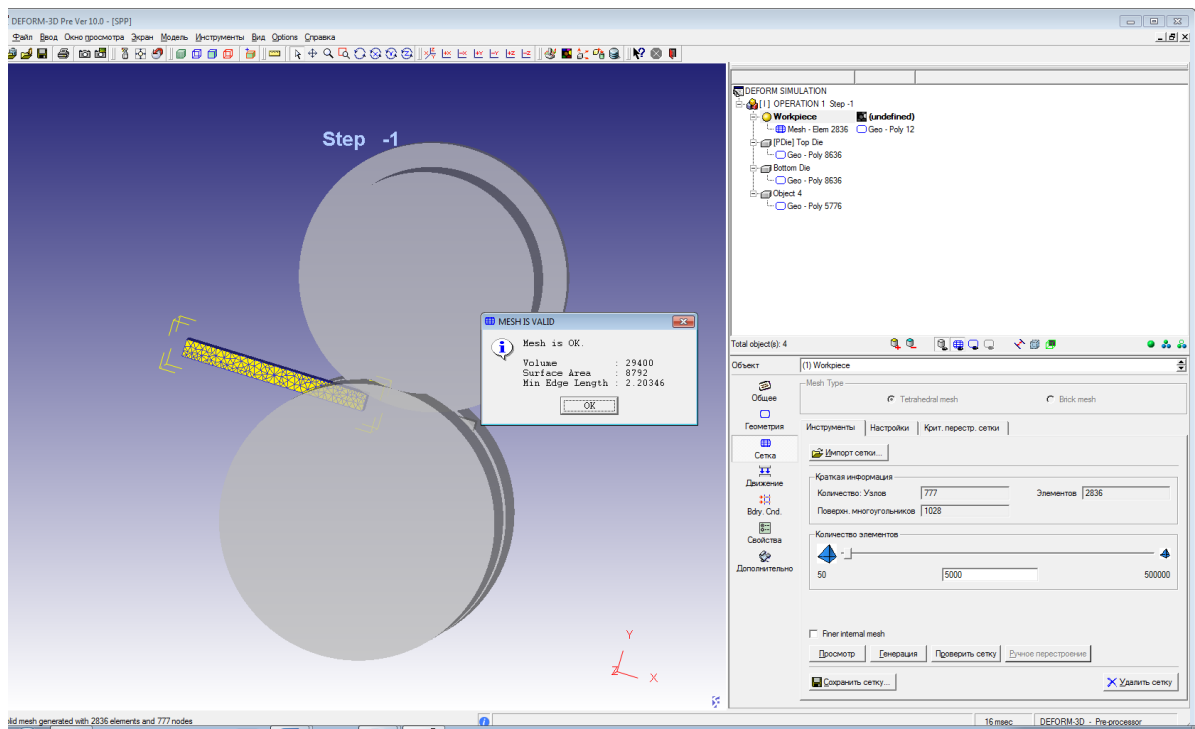 DEFORM-3D Pre Ver 10.0 - [SPP]
Файл Ввод Окно просмотра Экран Модель Инструменты Вид Options Справка
Step -1
DEFORM SIMULATION
[I] OPERATION 1 Step -1
Workpiece (undefined)
Mesh - Elem 2836 Geo - Poly 12
[PDie] Top Die
Geo - Poly 8636
Bottom Die
Geo - Poly 8636
Object 4
Geo - Poly 5776
MESH IS VALID
Mesh is OK.
Volume : 29400
Surface Area : 8792
Min Edge Length : 2.20346
OK
Total object(s): 4
Объект (1) Workpiece
Общее
Геометрия
Сетка
Движение
Bdry. Cnd.
Свойства
Дополнительно
Mesh Type
Tetrahedral mesh Brick mesh
Инструменты Настройки Крит. перестр. сетки
Импорт сетки...
Краткая информация
Количество: Узлов 777 Элементов 2836
Поверхн. многоугольников 1028
Количество элементов
50 5000 500000
Finer internal mesh
Просмотр Генерация Проверить сетку Ручное перестроение
Сохранить сетку... Удалить сетку
Y
Z X
mesh generated with 2836 elements and 777 nodes
16 msec DEFORM-3D - Pre-processor